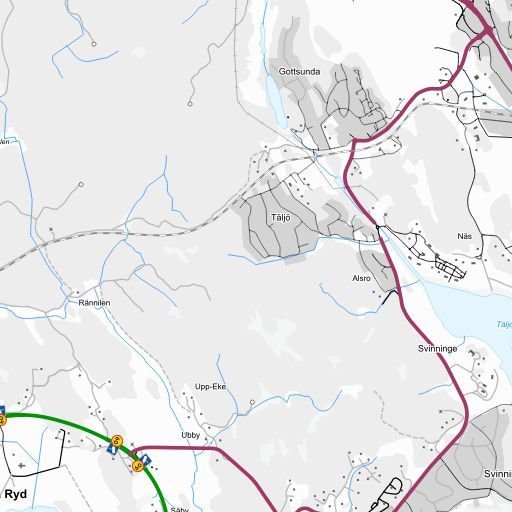 Gottsunda
Täljö
Näs
Alsro
Rännilen
Svinninge
Upp-Eke
Ubby
Ryd
Säby